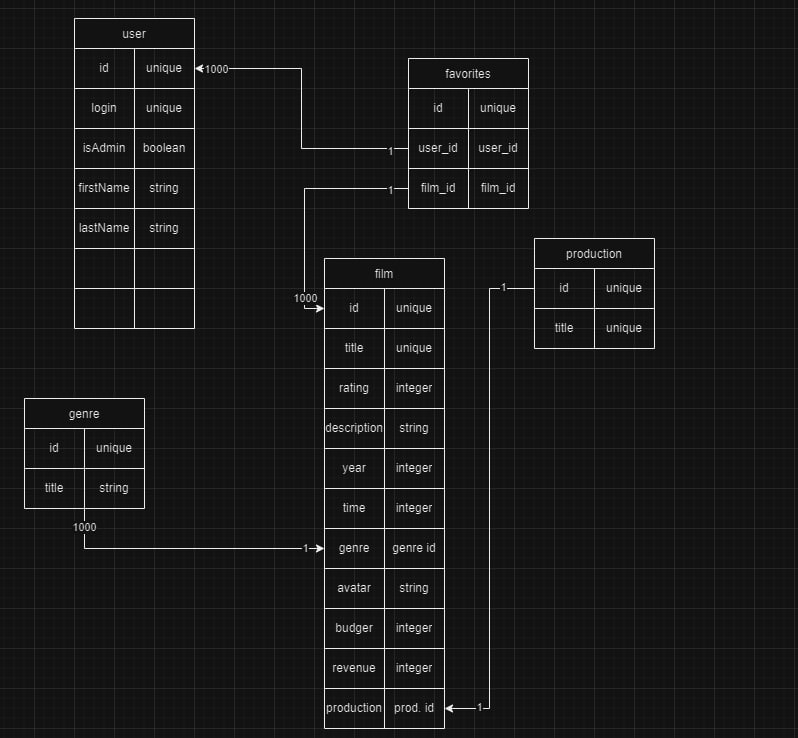 user
id unique
login unique
isAdmin boolean
firstName string
lastName string
1000
1
favorites
id unique
user_id user_id
film_id film_id
1
1000
production
id unique
title unique
1
film
id unique
title unique
rating integer
description string
year integer
time integer
genre genre id
avatar string
budger integer
revenue integer
production prod. id
1
genre
id unique
title string
1000
1